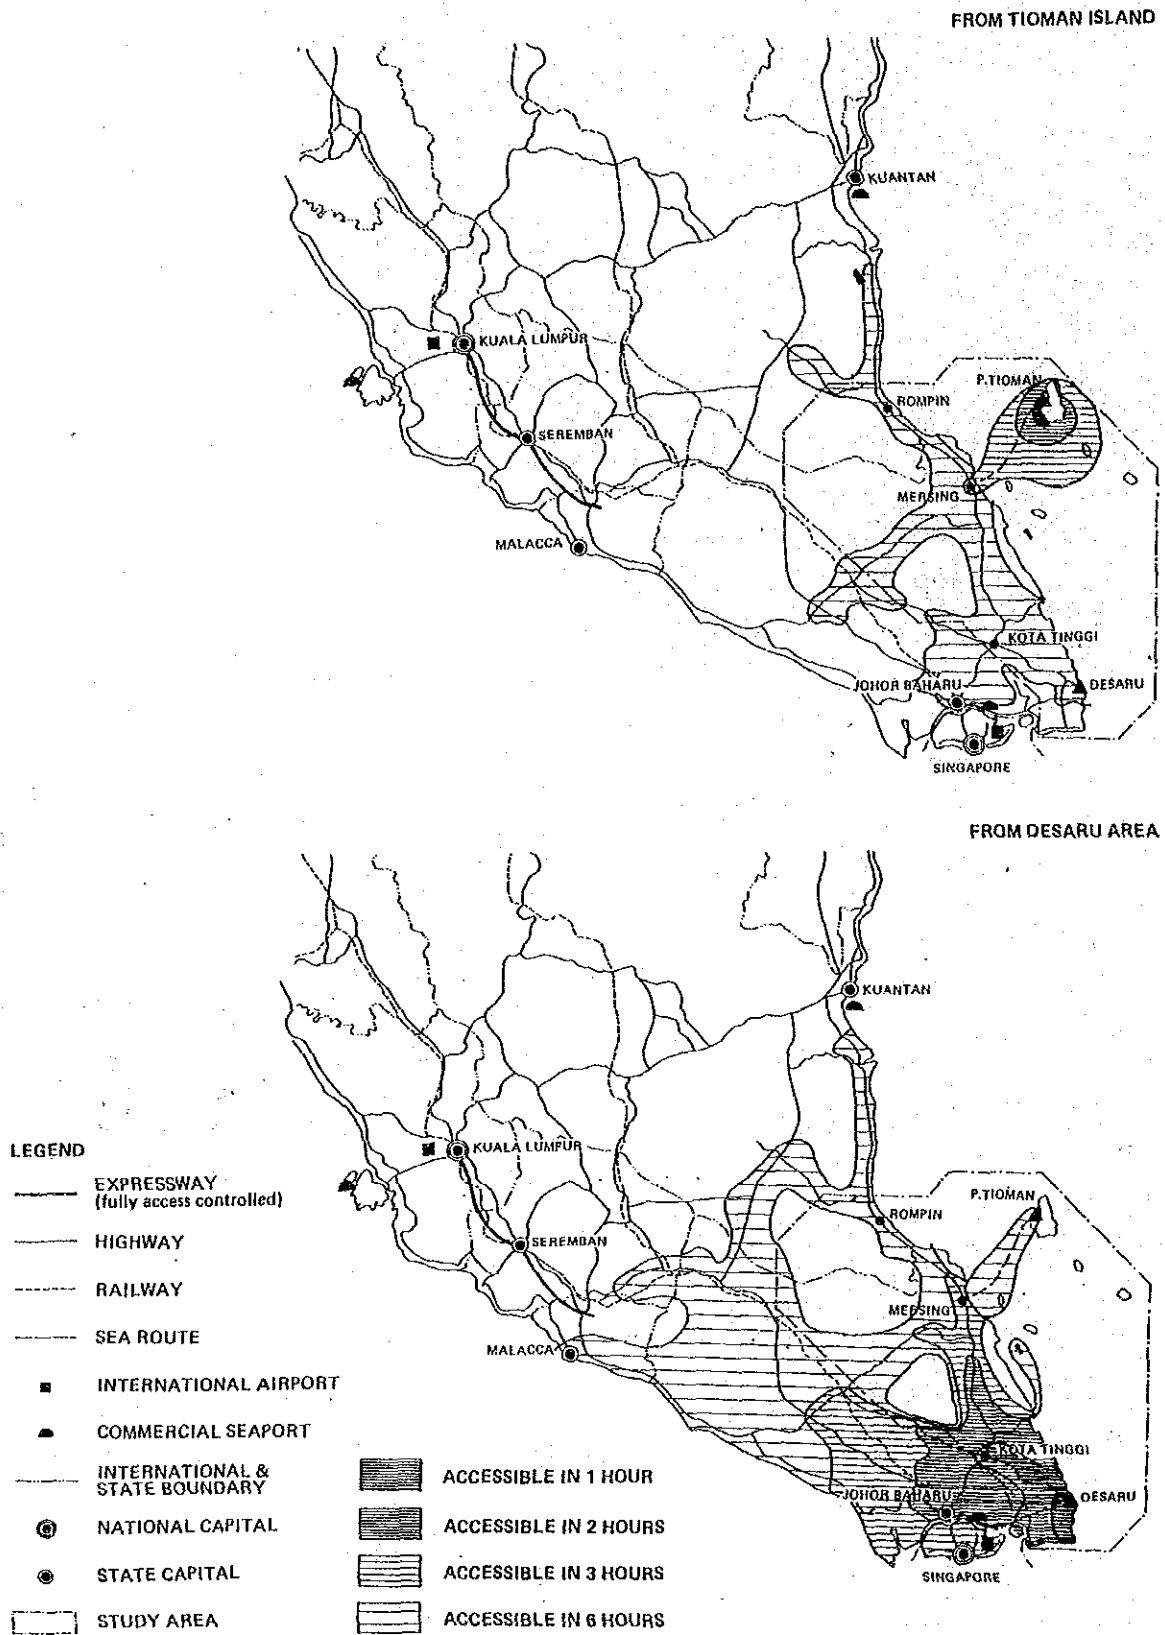 FROM TIOMAN ISLAND
KUANTAN
KUALA LUMPUR
P.TIOMAN
ROMPIN
SEREMBAN
MERSING
MALACCA
KOTA TINGGI
JOHOR BAHARU
DESARU
SINGAPORE
FROM DESARU AREA
KUANTAN
KUALA LUMPUR
P.TIOMAN
ROMPIN
SEREMBAN
MERSING
MALACCA
KOTA TINGGI
JOHOR BAHARU
DESARU
SINGAPORE
LEGEND
EXPRESSWAY
(fully access controlled)
HIGHWAY
RAILWAY
SEA ROUTE
INTERNATIONAL AIRPORT
COMMERCIAL SEAPORT
INTERNATIONAL &
STATE BOUNDARY
NATIONAL CAPITAL
STATE CAPITAL
STUDY AREA
ACCESSIBLE IN 1 HOUR
ACCESSIBLE IN 2 HOURS
ACCESSIBLE IN 3 HOURS
ACCESSIBLE IN 6 HOURS